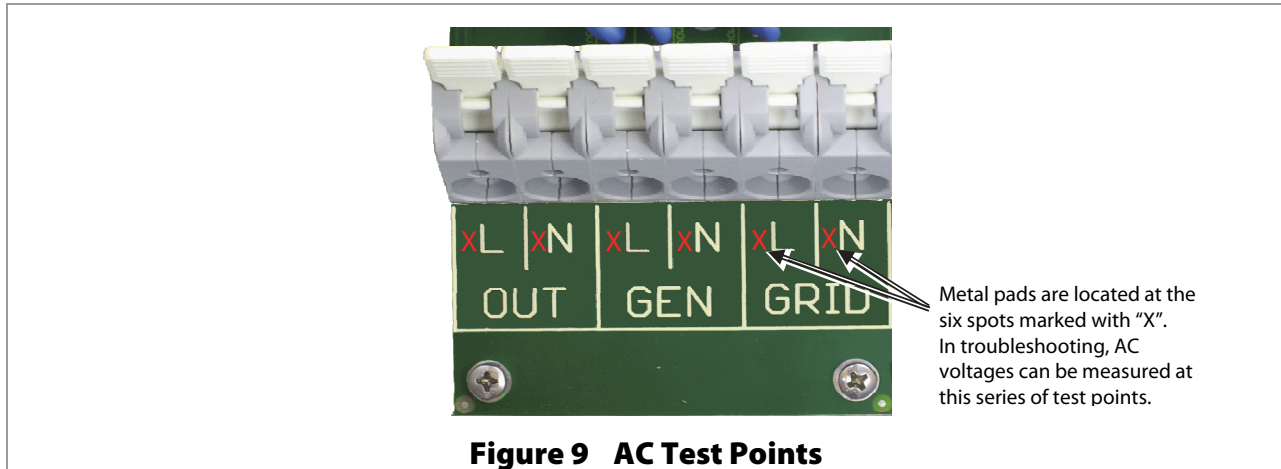 XL XN XL XN XL XN
OUT GEN GRID
Metal pads are located at the
six spots marked with “X”.
In troubleshooting, AC
voltages can be measured at
this series of test points.
Figure 9 AC Test Points